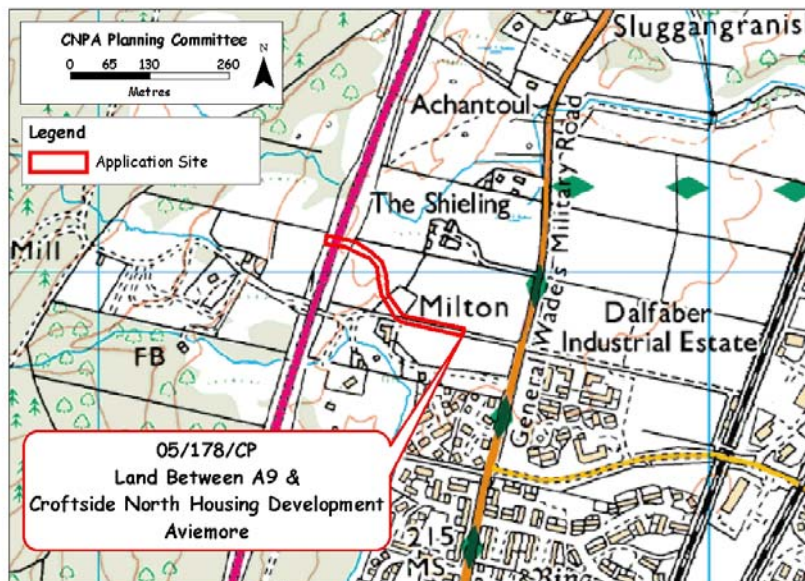 CNPA Planning Committee
0 65 130 260
Metres
N
Legend
Application Site
Sluggangranis
Achantoul
General Wade's Military Road
The Shieling
Mill
Milton
Dalfaber
Industrial Estate
FB
05/178/CP
Land Between A9 &
Croftside North Housing Development
Aviemore
215
MS